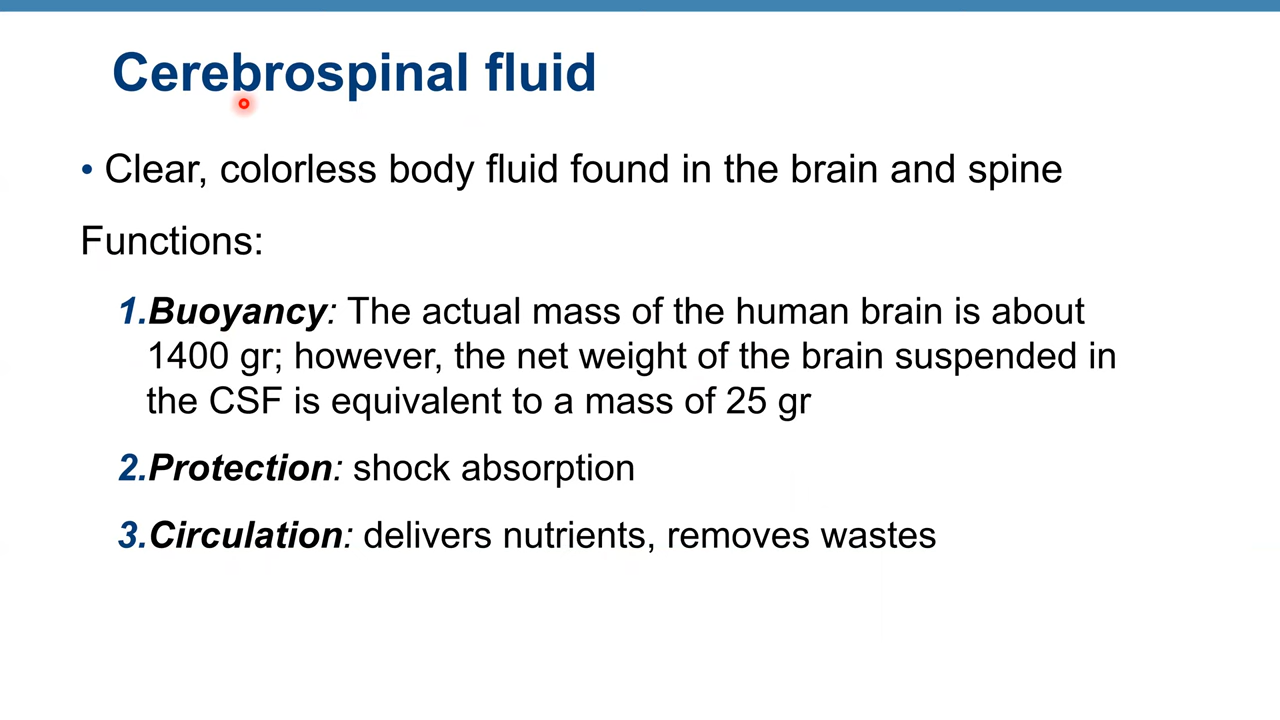 Cerebrospinal fluid
• Clear, colorless body fluid found in the brain and spine
Functions:
1.Buoyancy: The actual mass of the human brain is about
1400 gr; however, the net weight of the brain suspended in
the CSF is equivalent to a mass of 25 gr
2.Protection: shock absorption
3.Circulation: delivers nutrients, removes wastes